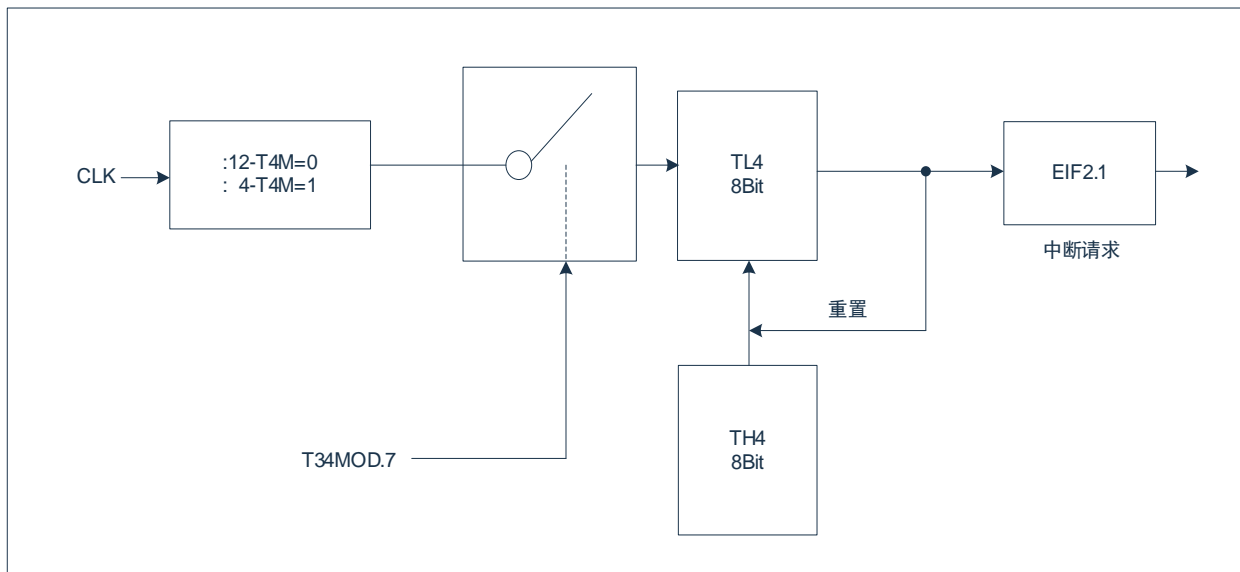 CLK
:12-T4M=0
: 4-T4M=1
TL4
8Bit
EIF2.1
中断请求
重置
TH4
8Bit
T34MOD.7